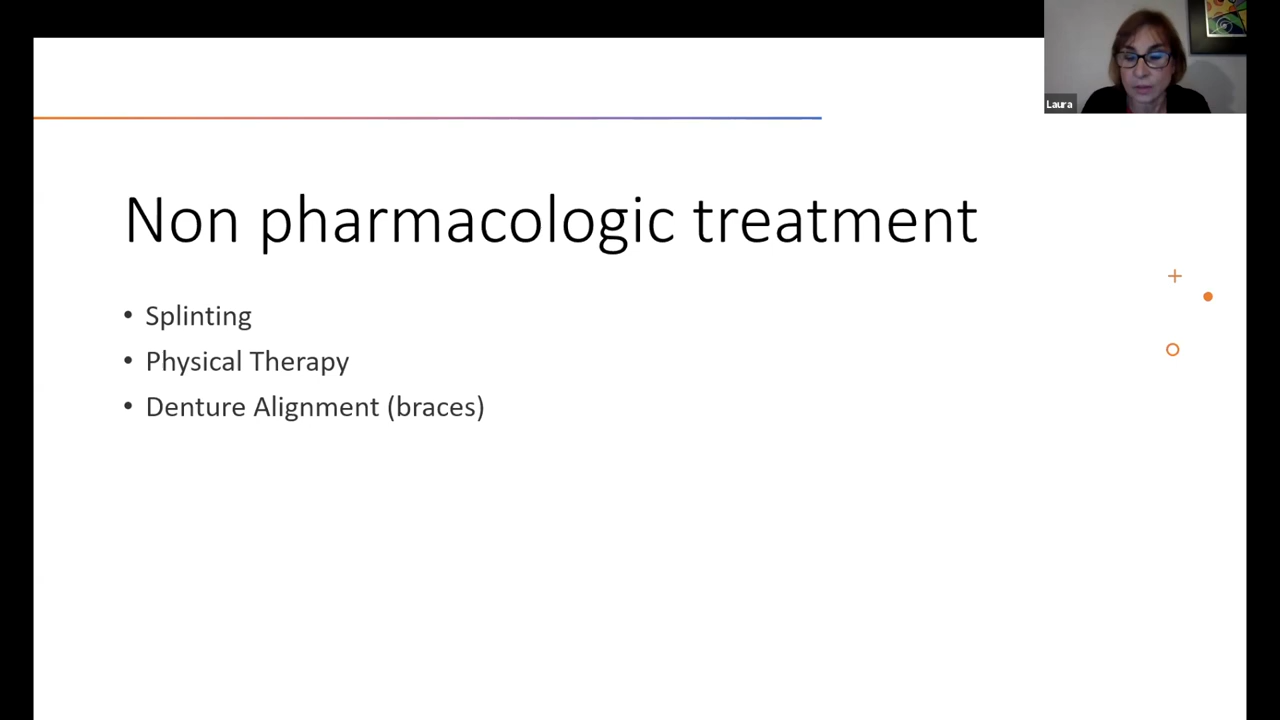 Laura
Non pharmacologic treatment
• Splinting
• Physical Therapy
• Denture Alignment (braces)